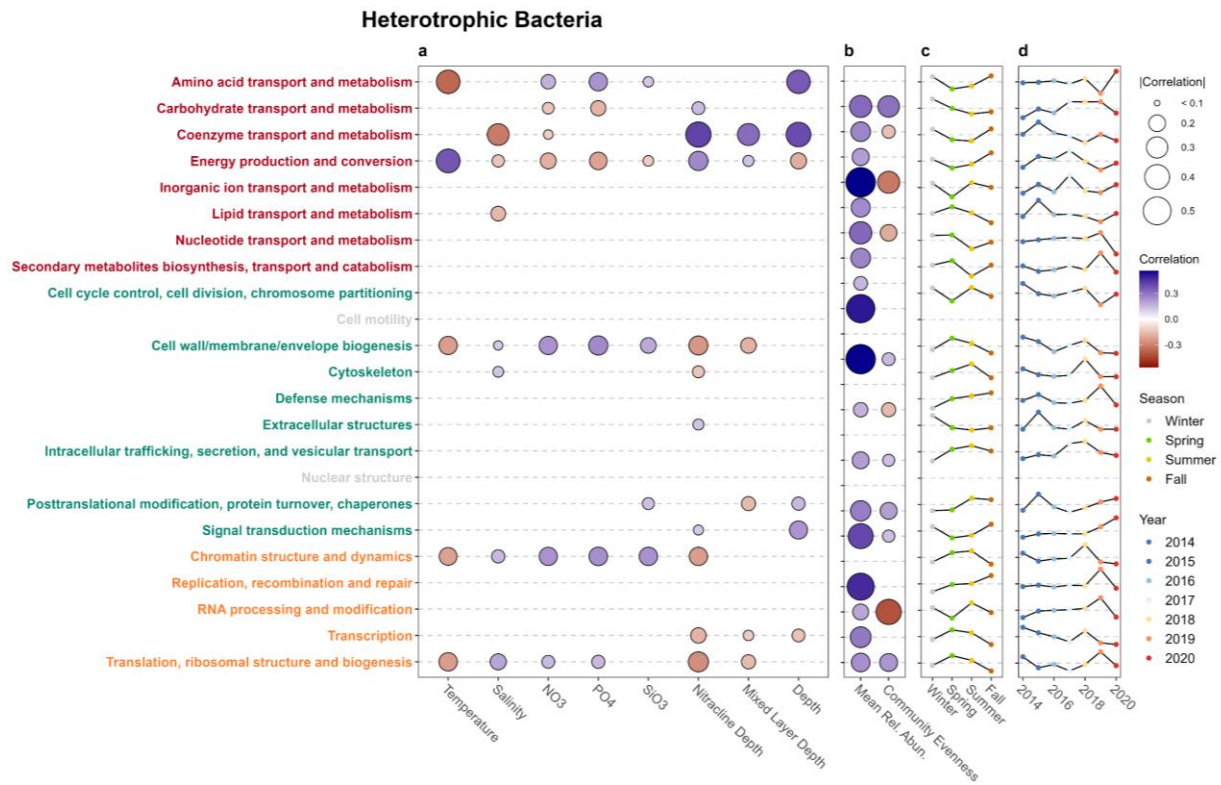 Heterotrophic Bacteria
a
b
c
d
Amino acid transport and metabolism
Carbohydrate transport and metabolism
Coenzyme transport and metabolism
Energy production and conversion
Inorganic ion transport and metabolism
Lipid transport and metabolism
Nucleotide transport and metabolism
Secondary metabolites biosynthesis, transport and catabolism
Cell cycle control, cell division, chromosome partitioning
Cell motility
Cell wall/membrane/envelope biogenesis
Cytoskeleton
Defense mechanisms
Extracellular structures
Intracellular trafficking, secretion, and vesicular transport
Nuclear structure
Posttranslational modification, protein turnover, chaperones
Signal transduction mechanisms
Chromatin structure and dynamics
Replication, recombination and repair
RNA processing and modification
Transcription
Translation, ribosomal structure and biogenesis
Temperature
Salinity
NO3
PO4
SiO3
Nitracline Depth
Mixed Layer Depth
Depth
Mean Rel. Abun.
Community Evenness
Winter
Spring
Summer
Fall
2014
2016
2018
2020
|Correlation|
< 0.1
0.2
0.3
0.4
0.5
Correlation
0.3
0.0
-0.3
Season
Winter
Spring
Summer
Fall
Year
2014
2015
2016
2017
2018
2019
2020